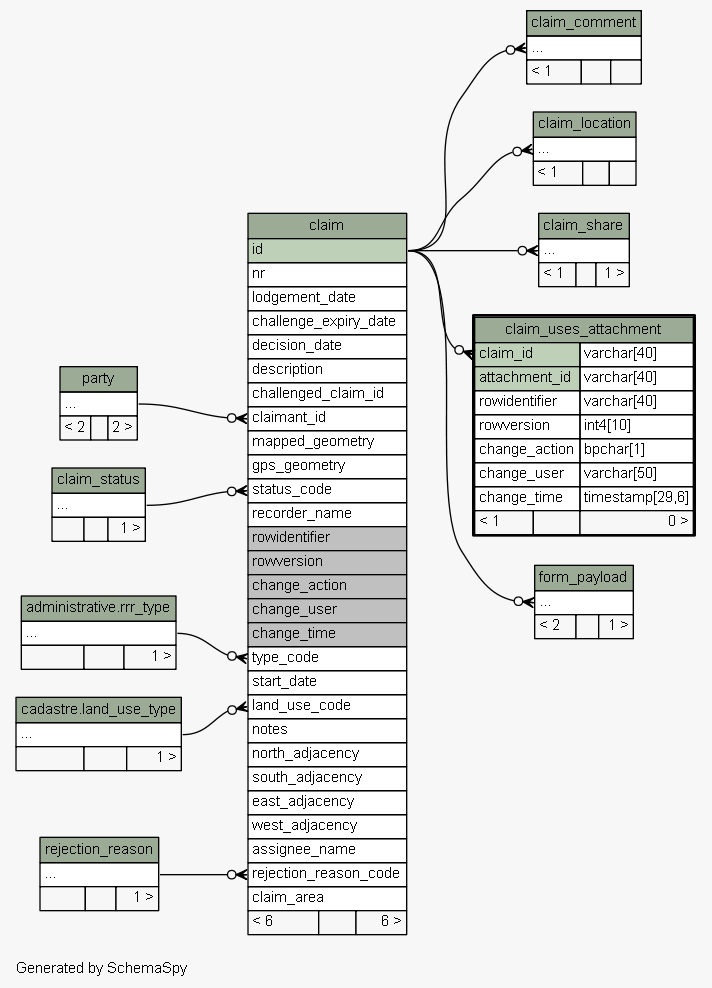 claim_comment
...
< 1
claim_location
...
< 1
claim_share
...
< 1 1 >
claim
id
nr
lodgement_date
challenge_expiry_date
decision_date
description
challenged_claim_id
claimant_id
mapped_geometry
gps_geometry
status_code
recorder_name
rowidentifier
rowversion
change_action
change_user
change_time
type_code
start_date
land_use_code
notes
north_adjacency
south_adjacency
east_adjacency
west_adjacency
assignee_name
rejection_reason_code
claim_area
< 6 6 >
claim_uses_attachment
claim_id varchar[40]
attachment_id varchar[40]
rowidentifier varchar[40]
rowversion int4[10]
change_action bpchar[1]
change_user varchar[50]
change_time timestamp[29,6]
< 1 0 >
party
...
< 2 2 >
claim_status
...
1 >
form_payload
...
< 2 1 >
administrative.rrr_type
...
1 >
cadastre.land_use_type
...
1 >
rejection_reason
...
1 >
Generated by SchemaSpy